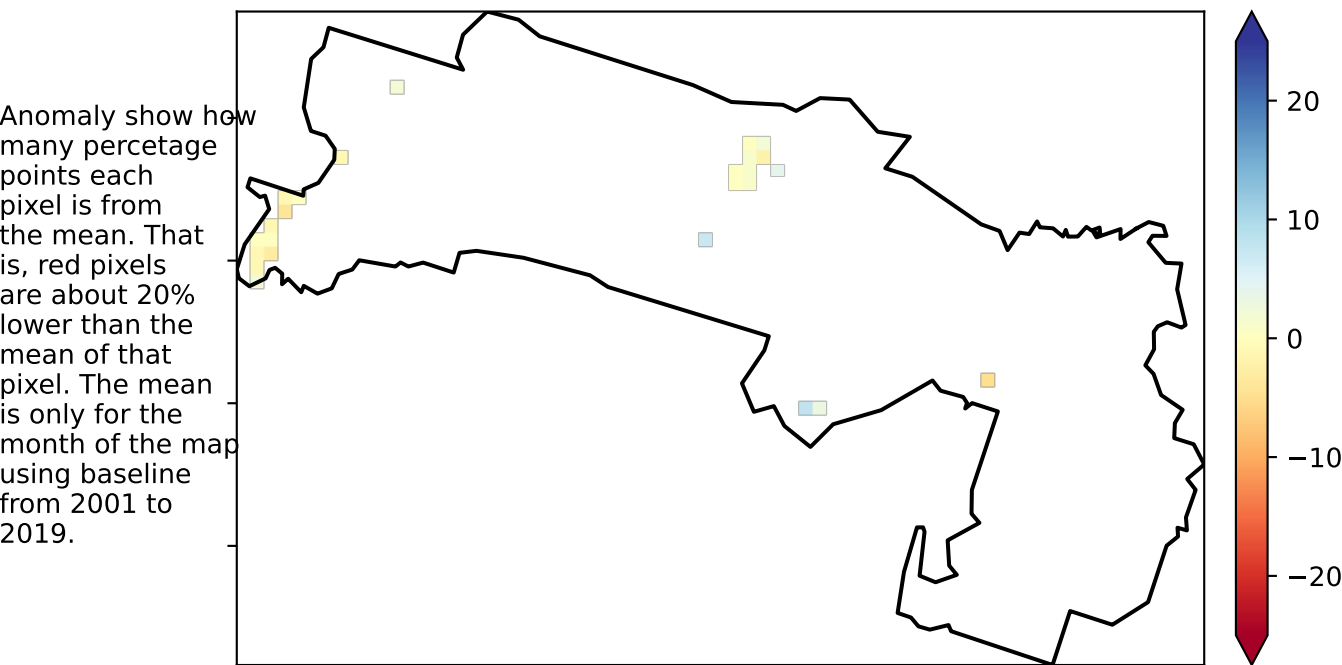 Anomaly show how
many percetage
points each
pixel is from
the mean. That
is, red pixels
are about 20%
lower than the
mean of that
pixel. The mean
is only for the
month of the map
using baseline
from 2001 to
2019.
20
10
0
−10
−20